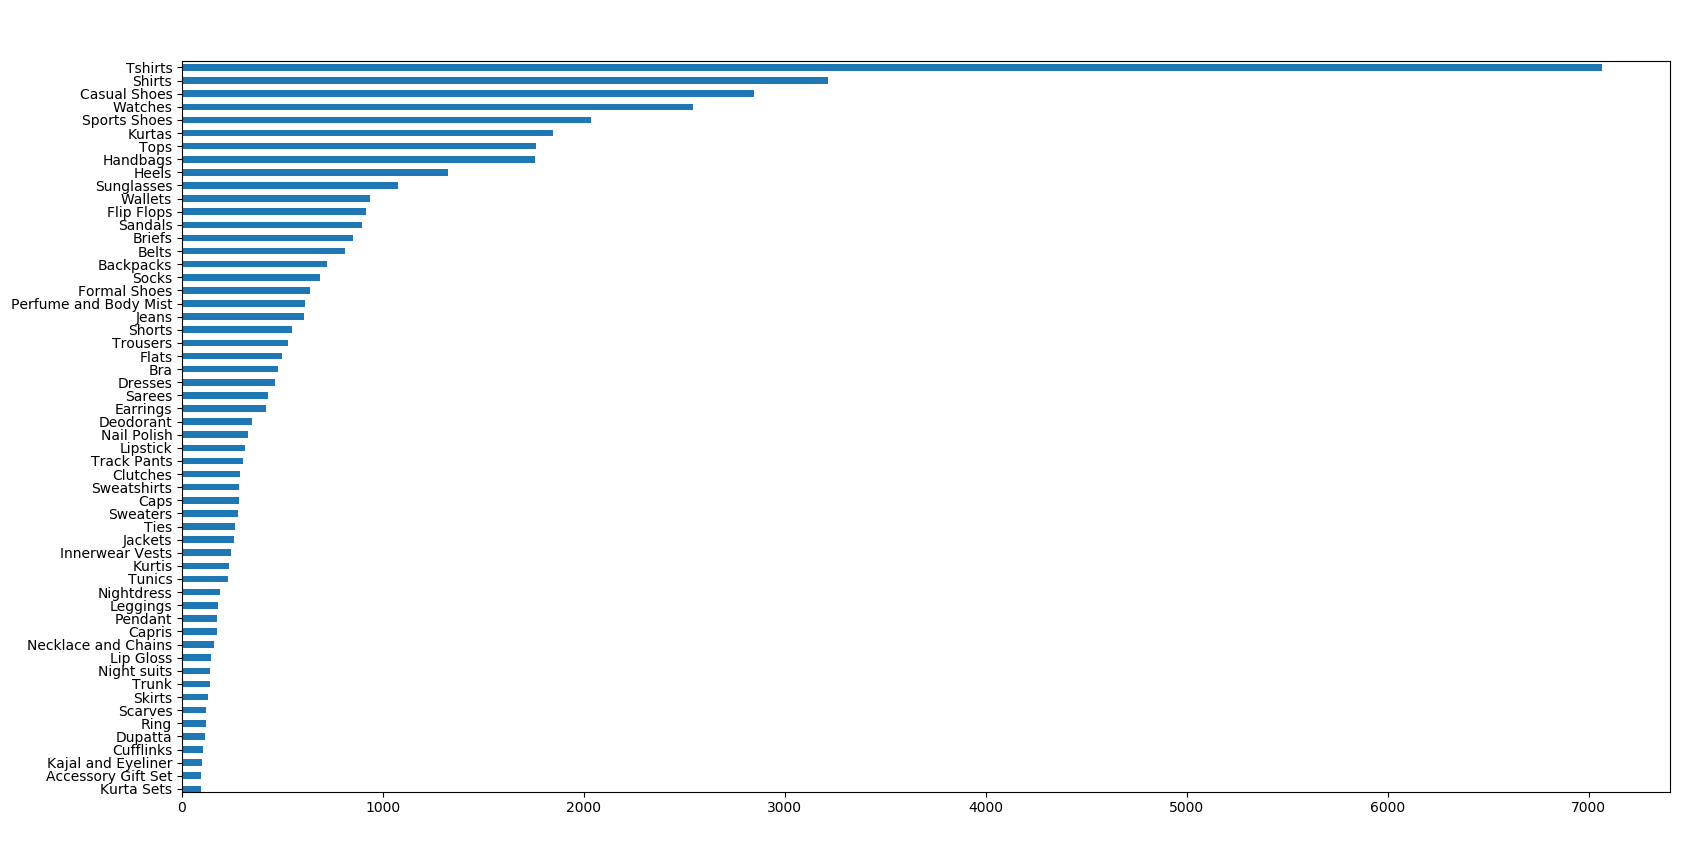 Tshirts
Shirts
Casual Shoes
Watches
Sports Shoes
Kurtas
Tops
Handbags
Heels
Sunglasses
Wallets
Flip Flops
Sandals
Briefs
Belts
Backpacks
Socks
Formal Shoes
Perfume and Body Mist
Jeans
Shorts
Trousers
Flats
Bra
Dresses
Sarees
Earrings
Deodorant
Nail Polish
Lipstick
Track Pants
Clutches
Sweatshirts
Caps
Sweaters
Ties
Jackets
Innerwear Vests
Kurtis
Tunics
Nightdress
Leggings
Pendant
Capris
Necklace and Chains
Lip Gloss
Night suits
Trunk
Skirts
Scarves
Ring
Dupatta
Cufflinks
Kajal and Eyeliner
Accessory Gift Set
Kurta Sets
0 1000 2000 3000 4000 5000 6000 7000